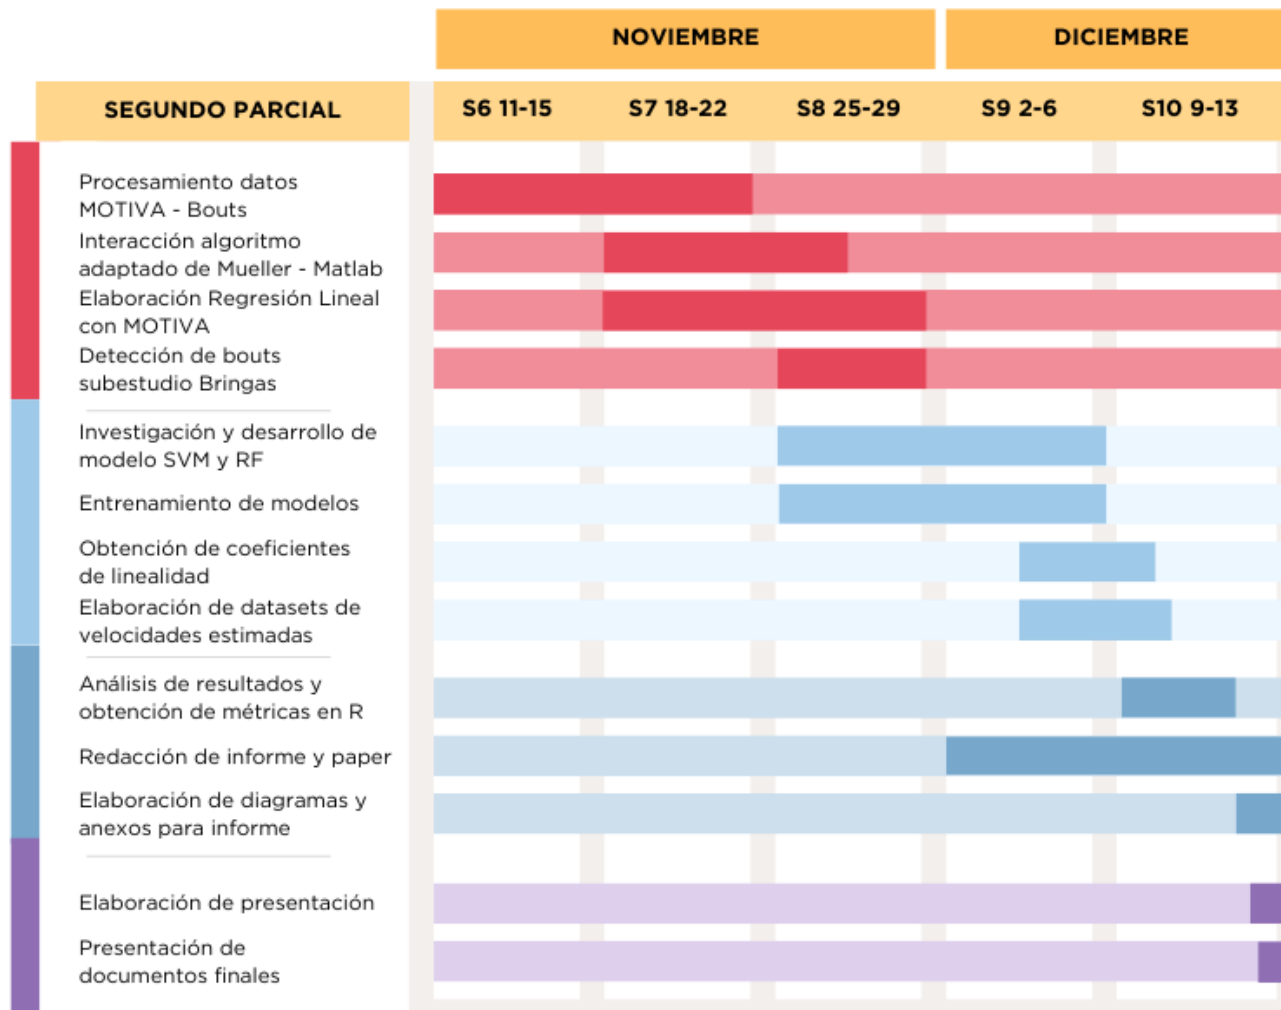 NOVIEMBRE DICIEMBRE
SEGUNDO PARCIAL S6 11-15 S7 18-22 S8 25-29 S9 2-6 S10 9-13
Procesamiento datos
MOTIVA - Bouts
Interacción algoritmo
adaptado de Mueller - Matlab
Elaboración Regresión Lineal
con MOTIVA
Detección de bouts
subestudio Bringas
Investigación y desarrollo de
modelo SVM y RF
Entrenamiento de modelos
Obtención de coeficientes
de linealidad
Elaboración de datasets de
velocidades estimadas
Análisis de resultados y
obtención de métricas en R
Redacción de informe y paper
Elaboración de diagramas y
anexos para informe
Elaboración de presentación
Presentación de
documentos finales